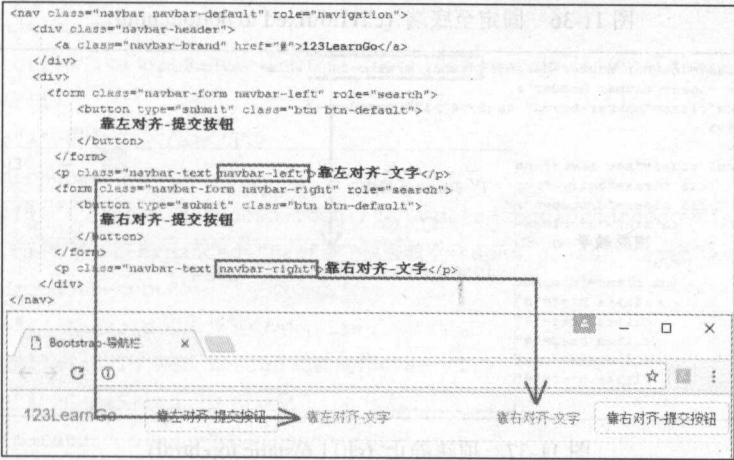 <nav class="navbar navbar-default" role="navigation">
<div class="navbar-header">
<a class="navbar-brand" href="#">123LearnGo</a>
</div>
<div>
<form class="navbar-form navbar-left" role="search">
<button type="submit" class="btn btn-default">
靠左对齐-提交按钮
</button>
</form>
<p class="navbar-text navbar-left">靠左对齐-文字</p>
<form class="navbar-form navbar-right" role="search">
<button type="submit" class="btn btn-default">
靠右对齐-提交按钮
</button>
</form>
<p class="navbar-text navbar-right">靠右对齐-文字</p>
</div>
</nav>
Bootstrap-导航栏
123LearnGo 靠左对齐-提交按钮 靠左对齐-文字 靠右对齐-文字 靠右对齐-提交按钮